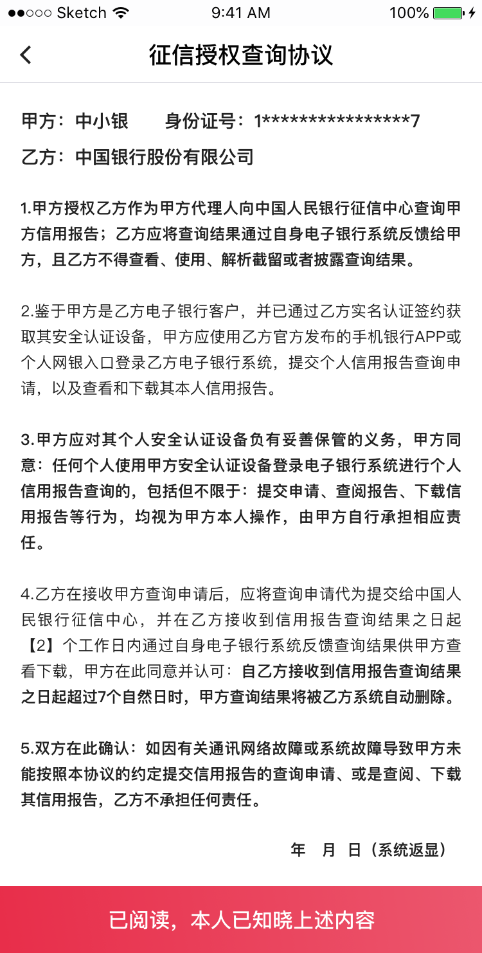 Sketch 9:41 AM 100%
征信授权查询协议
甲方：中小银 身份证号：1****************7
乙方：中国银行股份有限公司
1.甲方授权乙方作为甲方代理人向中国人民银行征信中心查询甲
方信用报告；乙方应将查询结果通过自身电子银行系统反馈给甲
方，且乙方不得查看、使用、解析截留或者披露查询结果。
2.鉴于甲方是乙方电子银行客户，并已通过乙方实名认证签约获
取其安全认证设备，甲方应使用乙方官方发布的手机银行APP或
个人网银入口登录乙方电子银行系统，提交个人信用报告查询申
请，以及查看和下载其本人信用报告。
3.甲方应对其个人安全认证设备负有妥善保管的义务，甲方同
意：任何个人使用甲方安全认证设备登录电子银行系统进行个人
信用报告查询的，包括但不限于：提交申请、查阅报告、下载信
用报告等行为，均视为甲方本人操作，由甲方自行承担相应责
任。
4.乙方在接收甲方查询申请后，应将查询申请代为提交给中国人
民银行征信中心，并在乙方接收到信用报告查询结果之日起
【2】个工作日内通过自身电子银行系统反馈查询结果供甲方查
看下载，甲方在此同意并认可：自乙方接收到信用报告查询结果
之日起超过7个自然日时，甲方查询结果将被乙方系统自动删除。
5.双方在此确认：如因有关通讯网络故障或系统故障导致甲方未
能按照本协议的约定提交信用报告的查询申请、或是查阅、下载
其信用报告，乙方不承担任何责任。
年 月 日（系统返显）
已阅读，本人已知晓上述内容